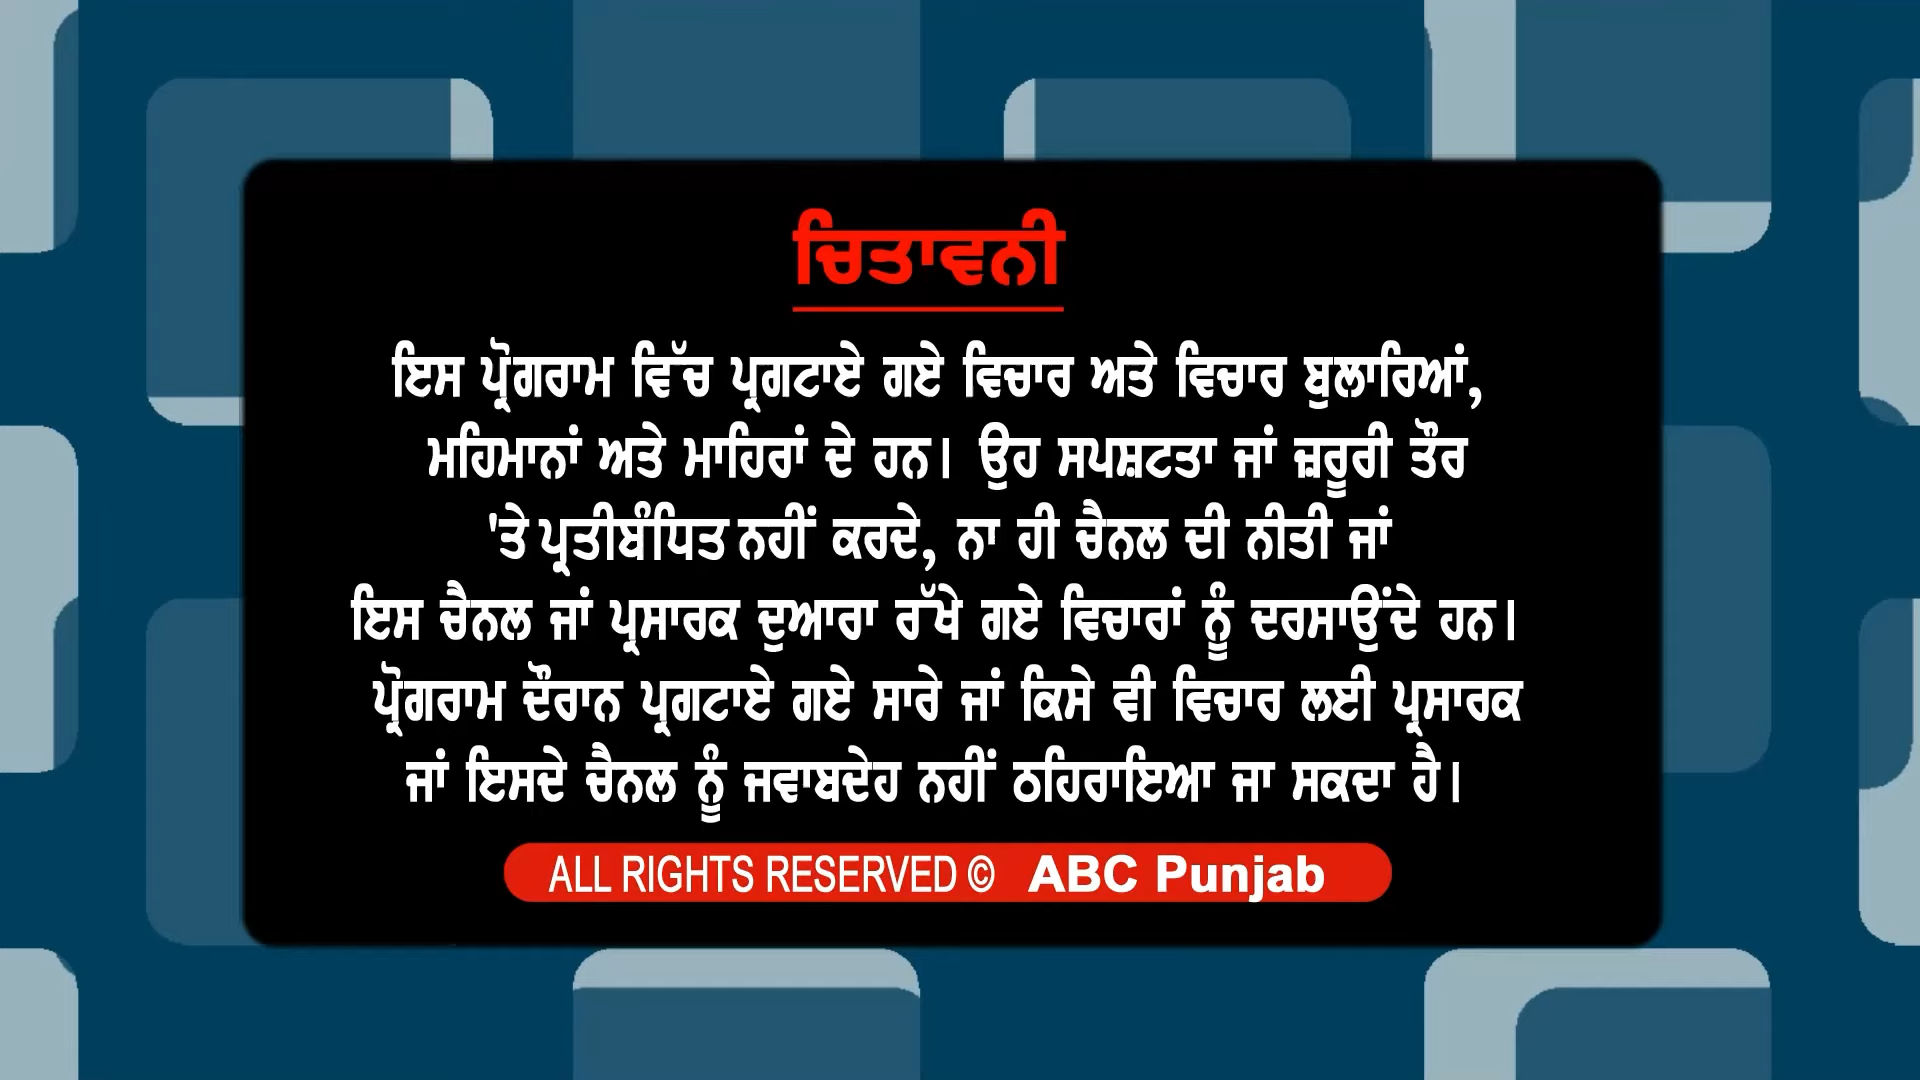 ਚਿਤਾਵਨੀ
ਇਸ ਪ੍ਰੋਗਰਾਮ ਵਿੱਚ ਪ੍ਰਗਟਾਏ ਗਏ ਵਿਚਾਰ ਅਤੇ ਵਿਚਾਰ ਬੁਲਾਰਿਆਂ,
ਮਹਿਮਾਨਾਂ ਅਤੇ ਮਾਹਿਰਾਂ ਦੇ ਹਨ। ਉਹ ਸਪਸ਼ਟਤਾ ਜਾਂ ਜ਼ਰੂਰੀ ਤੌਰ
'ਤੇ ਪ੍ਰਤੀਬੰਧਿਤ ਨਹੀਂ ਕਰਦੇ, ਨਾ ਹੀ ਚੈਨਲ ਦੀ ਨੀਤੀ ਜਾਂ
ਇਸ ਚੈਨਲ ਜਾਂ ਪ੍ਰਸਾਰਕ ਦੁਆਰਾ ਰੱਖੇ ਗਏ ਵਿਚਾਰਾਂ ਨੂੰ ਦਰਸਾਉਂਦੇ ਹਨ।
ਪ੍ਰੋਗਰਾਮ ਦੌਰਾਨ ਪ੍ਰਗਟਾਏ ਗਏ ਸਾਰੇ ਜਾਂ ਕਿਸੇ ਵੀ ਵਿਚਾਰ ਲਈ ਪ੍ਰਸਾਰਕ
ਜਾਂ ਇਸਦੇ ਚੈਨਲ ਨੂੰ ਜਵਾਬਦੇਹ ਨਹੀਂ ਠਹਿਰਾਇਆ ਜਾ ਸਕਦਾ ਹੈ।
ALL RIGHTS RESERVED © ABC Punjab